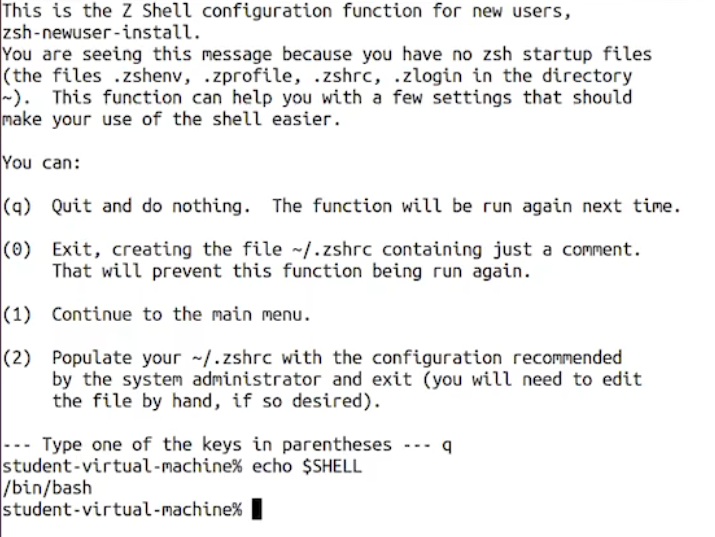 This is the Z Shell configuration function for new users,
zsh-newuser-install.
You are seeing this message because you have no zsh startup files
(the files .zshenv, .zprofile, .zshrc, .zlogin in the directory
~).  This function can help you with a few settings that should
make your use of the shell easier.

You can:

(q)  Quit and do nothing.  The function will be run again next time.

(0)  Exit, creating the file ~/.zshrc containing just a comment.
     That will prevent this function being run again.

(1)  Continue to the main menu.

(2)  Populate your ~/.zshrc with the configuration recommended
     by the system administrator and exit (you will need to edit
     the file by hand, if so desired).

--- Type one of the keys in parentheses --- q
student-virtual-machine% echo $SHELL
/bin/bash
student-virtual-machine%